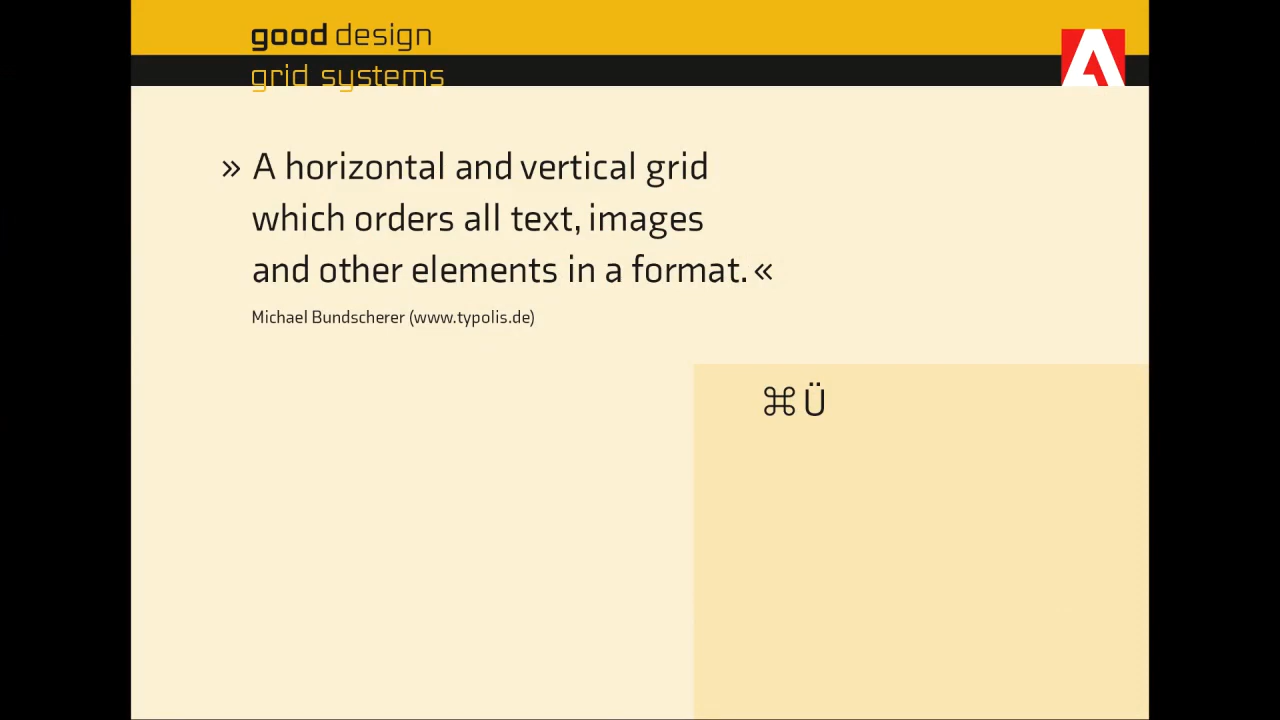 good design
grid systems
» A horizontal and vertical grid
which orders all text, images
and other elements in a format. «
Michael Bundscherer (www.typolis.de)
⌘ Ü